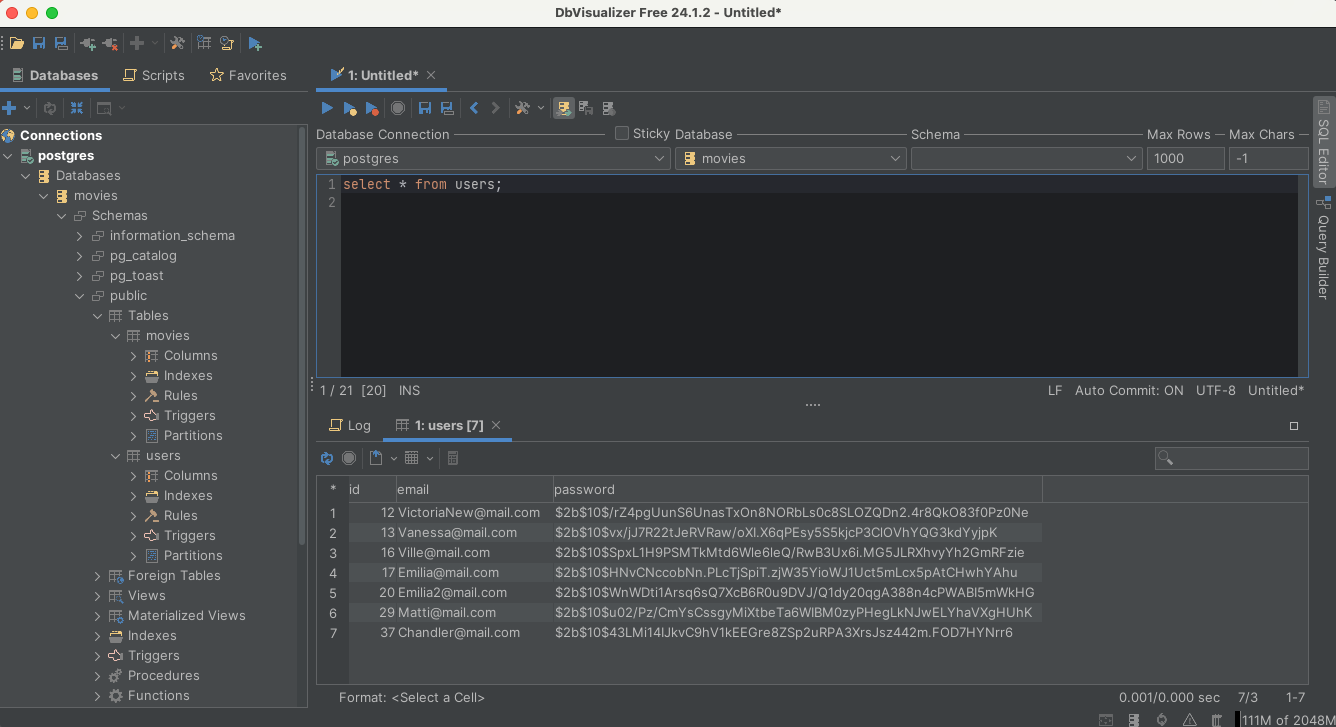 DbVisualizer Free 24.1.2 - Untitled*
Databases Scripts Favorites 1: Untitled*
Connections
postgres
Databases
movies
Schemas
information_schema
pg_catalog
pg_toast
public
Tables
movies
Columns
Indexes
Rules
Triggers
Partitions
users
Columns
Indexes
Rules
Triggers
Partitions
Foreign Tables
Views
Materialized Views
Indexes
Triggers
Procedures
Functions
Database Connection Sticky Database Schema Max Rows Max Chars
postgres movies 1000 -1
1 select * from users;
2
SQL Editor
Query Builder
1 / 21 [20] INS LF Auto Commit: ON UTF-8 Untitled*
Log 1: users [7]
* id email password
1 12 VictoriaNew@mail.com $2b$10$/rZ4pgUunS6UnasTxOn8NORbLs0c8SLOZQDn2.4r8QkO83f0Pz0Ne
2 13 Vanessa@mail.com $2b$10$vx/jJ7R22tJeRVRaw/oXI.X6qPEsy5S5kjcP3ClOVhYQG3kdYyjpK
3 16 Ville@mail.com $2b$10$SpxL1H9PSMTkMtd6Wle6leQ/RwB3Ux6i.MG5JLRXhvyYh2GmRFzie
4 17 Emilia@mail.com $2b$10$HNvCNccobNn.PLcTjSpiT.zjW35YioWJ1Uct5mLcx5pAtCHwhYAhu
5 20 Emilia2@mail.com $2b$10$WnWDti1Arsq6sQ7XcB6R0u9DVJ/Q1dy20qgA388n4cPWABI5mWkHG
6 29 Matti@mail.com $2b$10$u02/Pz/CmYsCssgyMiXtbeTa6WlBM0zyPHegLkNJwELYhaVXgHUhK
7 37 Chandler@mail.com $2b$10$43LMi14lJkvC9hV1kEEGre8ZSp2uRPA3XrsJsz442m.FOD7HYNrr6
Format: <Select a Cell> 0.001/0.000 sec 7/3 1-7
111M of 2048M